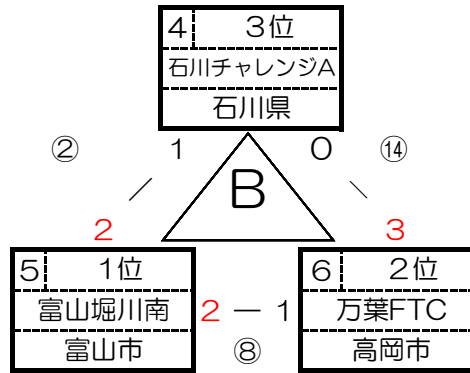 4 3位
石川チャレンジA
石川県
② 1 0 ⑭
／ B ＼
2 3
5 1位 6 2位
富山堀川南 2 － 1 万葉FTC
富山市 ⑧ 高岡市